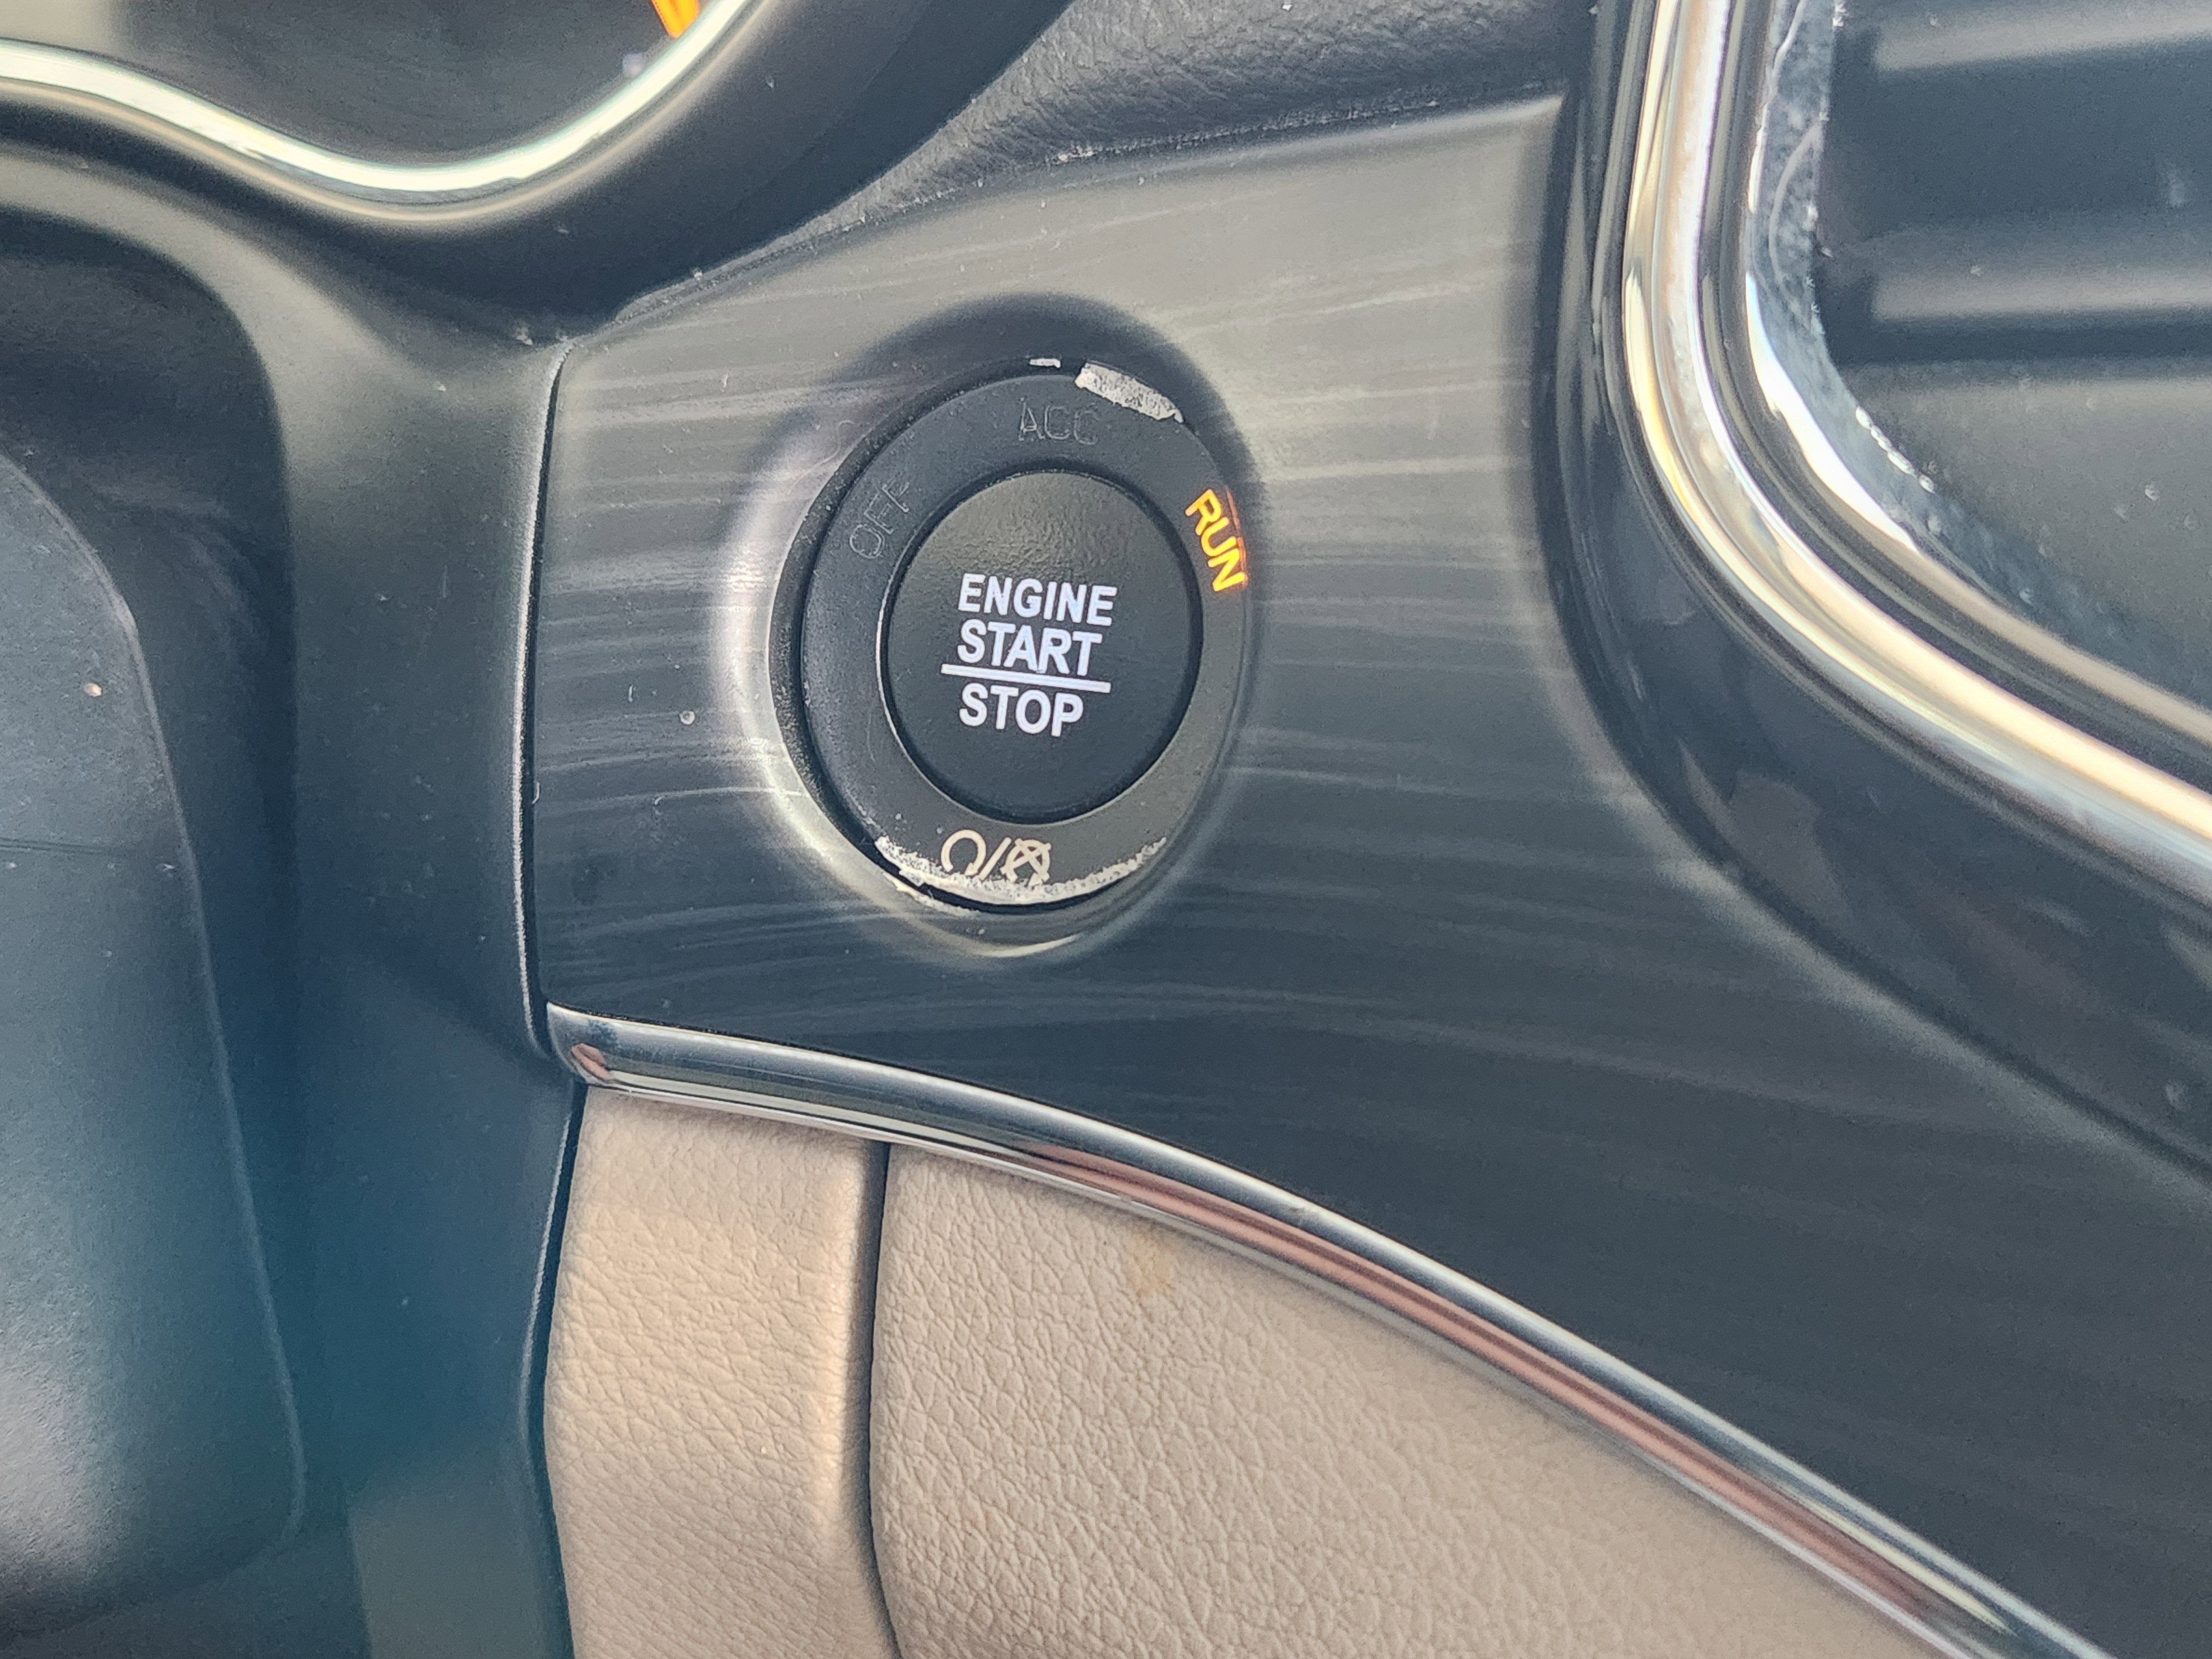 ACC
OFF
RUN
ENGINE
START
STOP